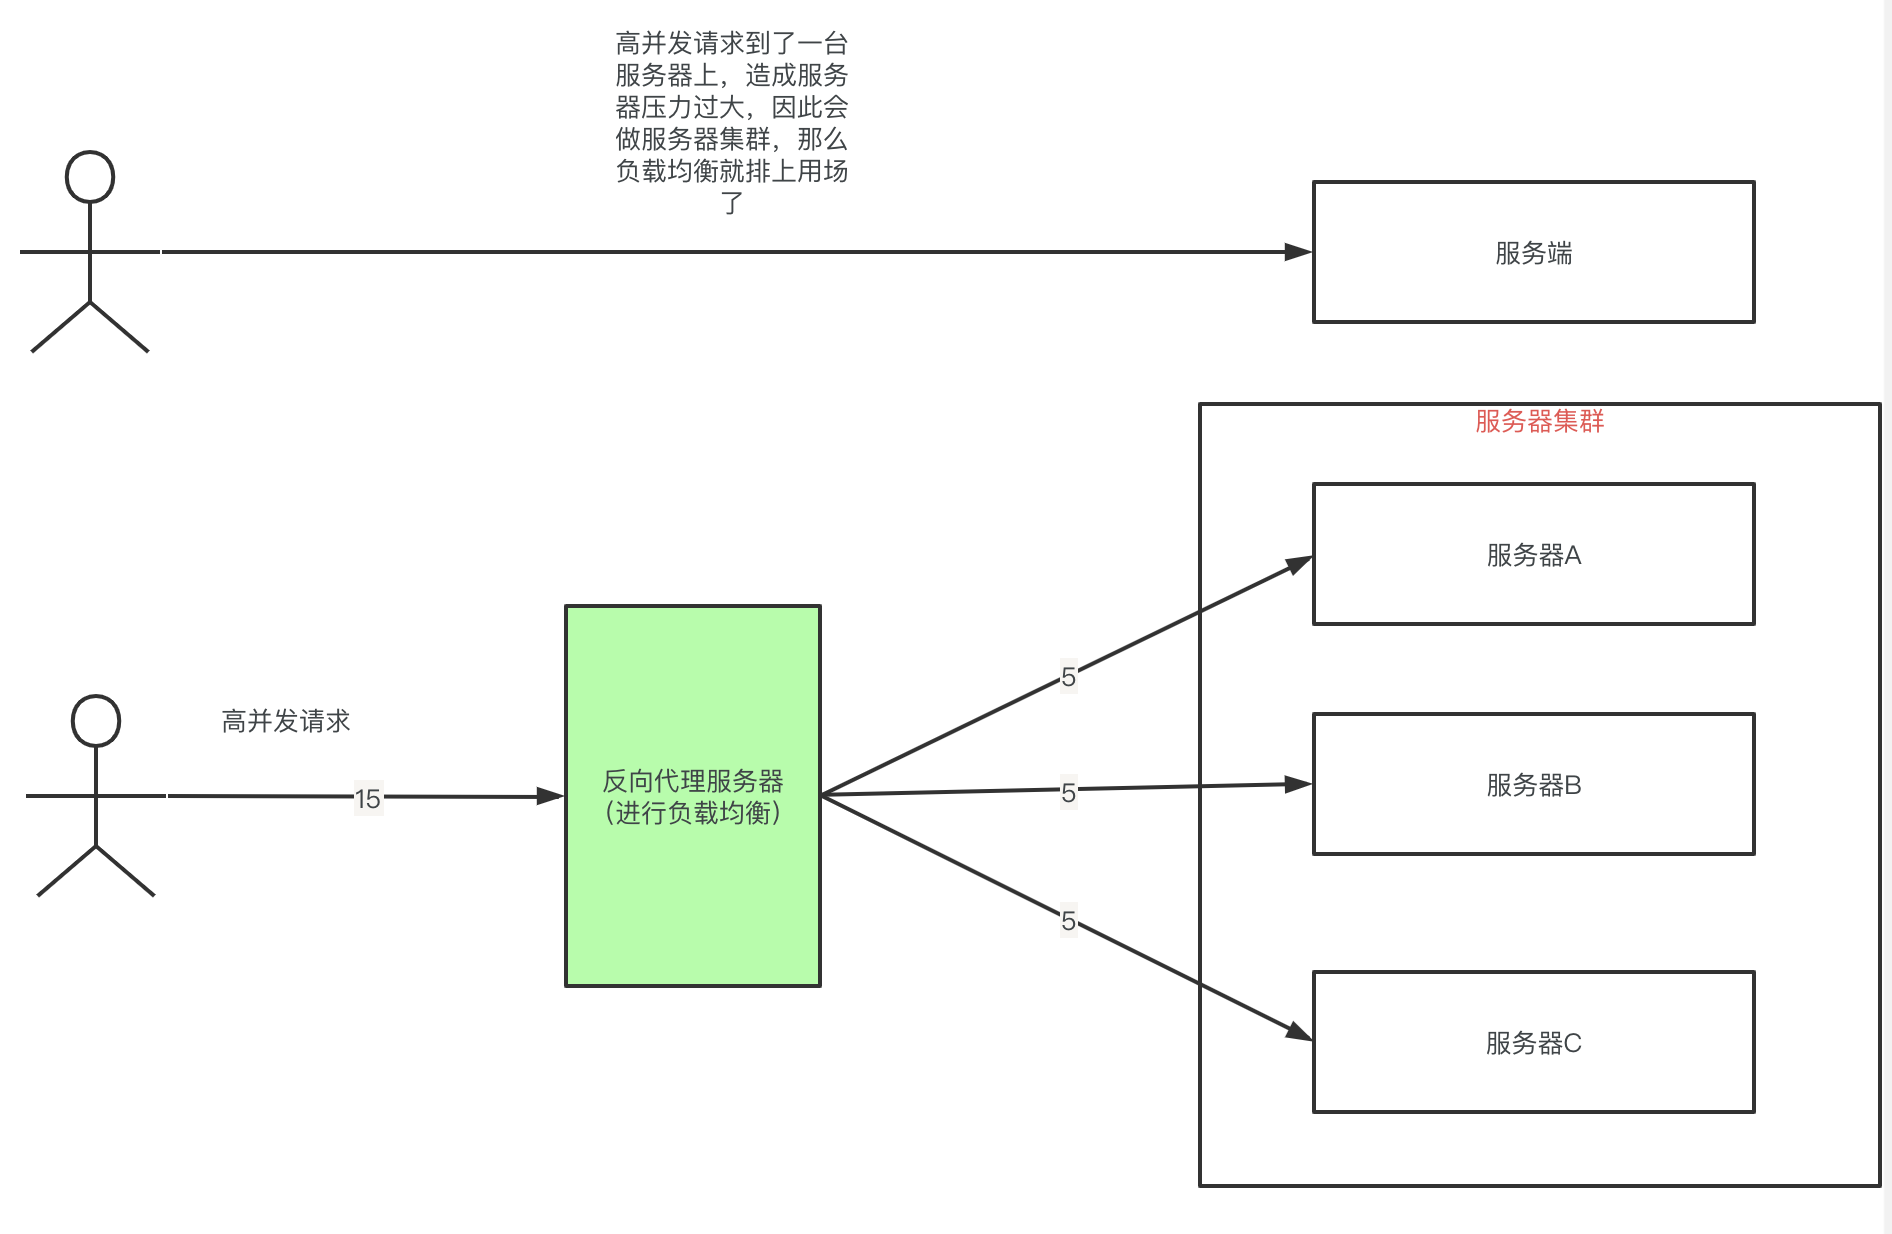 高并发请求到了一台
服务器上，造成服务
器压力过大，因此会
做服务器集群，那么
负载均衡就排上用场
了
服务端
服务器集群
服务器A
5
高并发请求
15
反向代理服务器
（进行负载均衡）
5
服务器B
5
服务器C